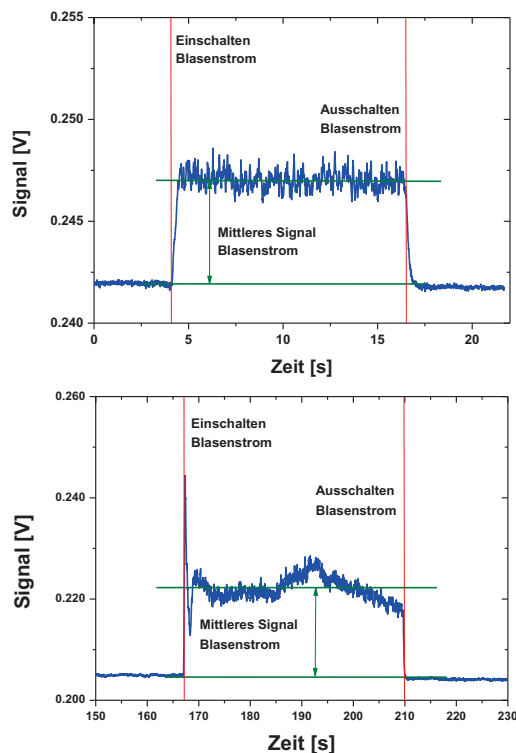 0.255
Einschalten
Blasenstrom
Ausschalten
Blasenstrom
0.250
Signal [V]
0.245
Mittleres Signal
Blasenstrom
0.240
0 5 10 15 20
Zeit [s]
0.260
Einschalten
Blasenstrom
0.240
Ausschalten
Blasenstrom
Signal [V]
0.220
Mittleres Signal
Blasenstrom
0.200
150 160 170 180 190 200 210 220 230
Zeit [s]